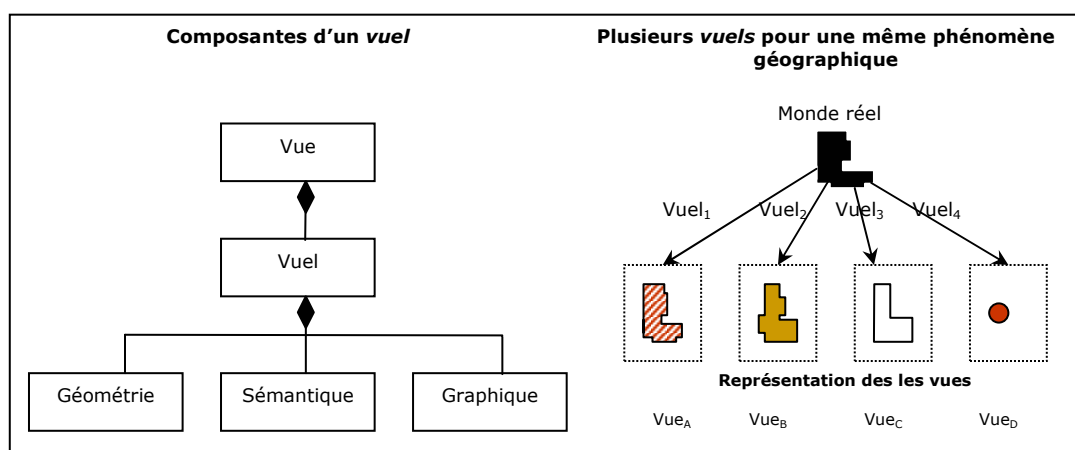 Composantes d’un vuel
Vue
Vuel
Géométrie
Sémantique
Graphique
Plusieurs vuels pour une même phénomène
géographique
Monde réel
Vuel1
Vuel2
Vuel3
Vuel4
Représentation des les vues
VueA
VueB
VueC
VueD